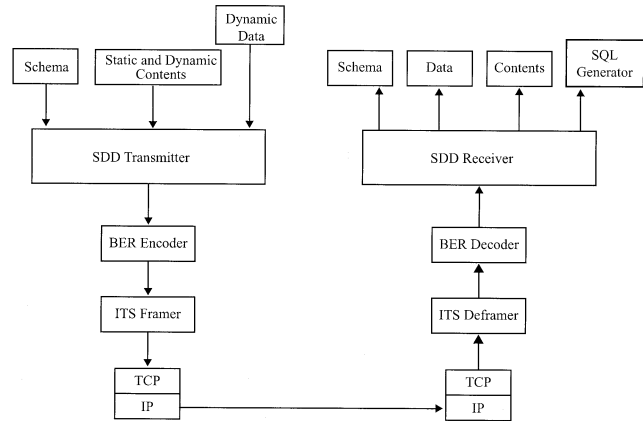 Dynamic
Data
Schema
Static and Dynamic
Contents
SDD Transmitter
BER Encoder
ITS Framer
TCP
IP
Schema
Data
Contents
SQL
Generator
SDD Receiver
BER Decoder
ITS Deframer
TCP
IP